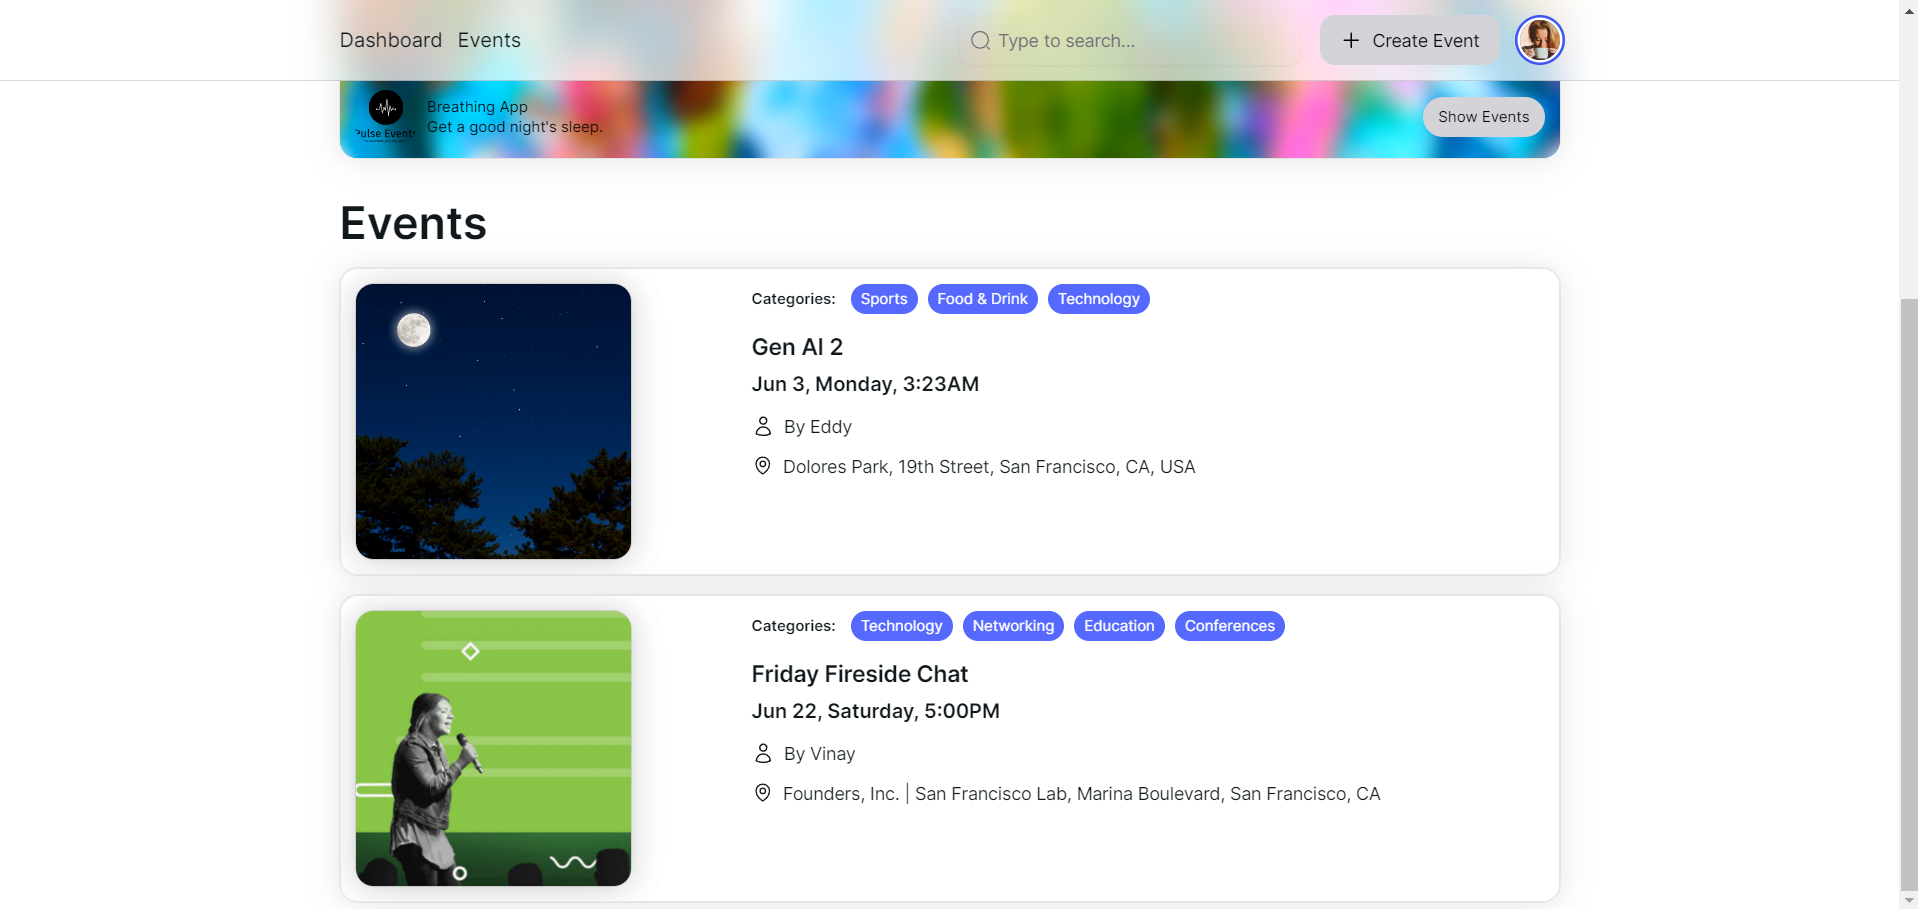 Dashboard Events
Type to search...
Create Event
Pulse Events
Breathing App
Get a good night's sleep.
Show Events
Events
Categories: Sports Food & Drink Technology
Gen AI 2
Jun 3, Monday, 3:23AM
By Eddy
Dolores Park, 19th Street, San Francisco, CA, USA
Categories: Technology Networking Education Conferences
Friday Fireside Chat
Jun 22, Saturday, 5:00PM
By Vinay
Founders, Inc. | San Francisco Lab, Marina Boulevard, San Francisco, CA